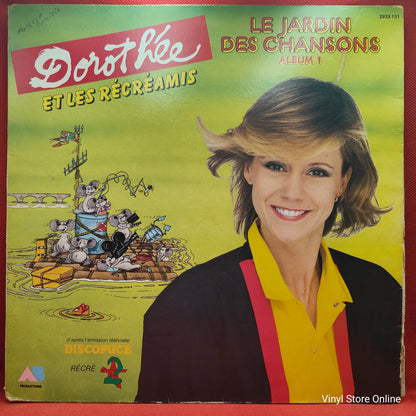 2933 131
Dorothée
ET LES RÉCRÉAMIS
LE JARDIN
DES CHANSONS
ALBUM 1
d'après l'émission télévisée
DISCOPUCE
RÉCRÉ
2
AB
PRODUCTIONS
Vinyl Store Online